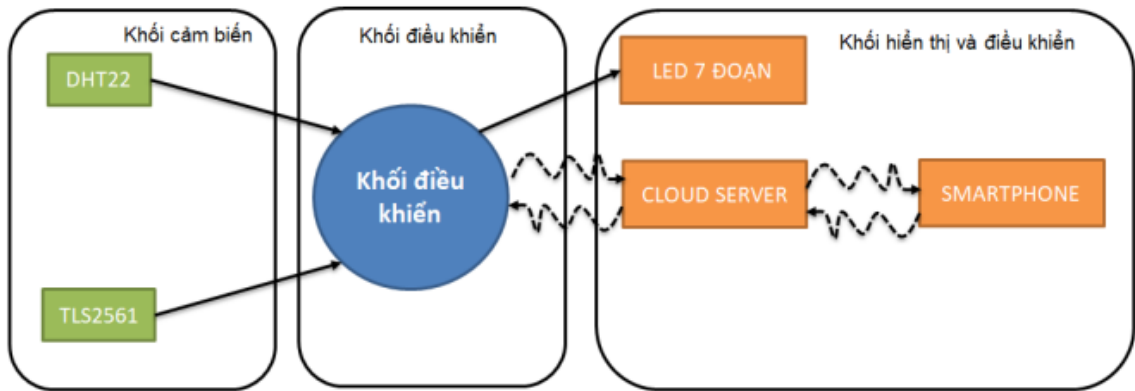 Khối cảm biến
DHT22
TLS2561
Khối điều khiển
Khối điều
khiển
Khối hiển thị và điều khiển
LED 7 ĐOẠN
CLOUD SERVER
SMARTPHONE